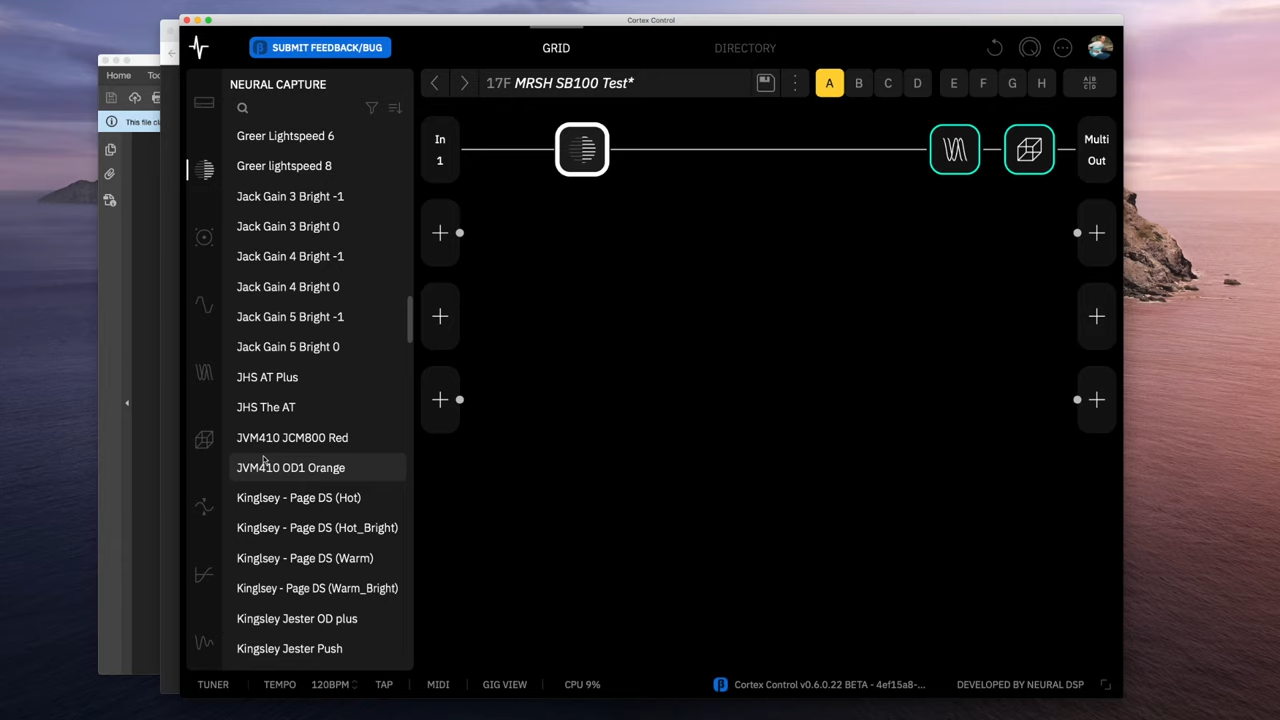 Cortex Control
SUBMIT FEEDBACK/BUG
GRID
DIRECTORY
Home
NEURAL CAPTURE
17F MRSH SB100 Test*
A
B
C
D
E
F
G
H
This file
Greer Lightspeed 6
Greer lightspeed 8
Jack Gain 3 Bright -1
Jack Gain 3 Bright 0
Jack Gain 4 Bright -1
Jack Gain 4 Bright 0
Jack Gain 5 Bright -1
Jack Gain 5 Bright 0
JHS AT Plus
JHS The AT
JVM410 JCM800 Red
JVM410 OD1 Orange
Kinglsey - Page DS (Hot)
Kinglsey - Page DS (Hot_Bright)
Kinglsey - Page DS (Warm)
Kinglsey - Page DS (Warm_Bright)
Kingsley Jester OD plus
Kingsley Jester Push
In
1
Multi
Out
TUNER
TEMPO
120BPM
TAP
MIDI
GIG VIEW
CPU 9%
Cortex Control v0.6.0.22 BETA - 4ef15a8-...
DEVELOPED BY NEURAL DSP